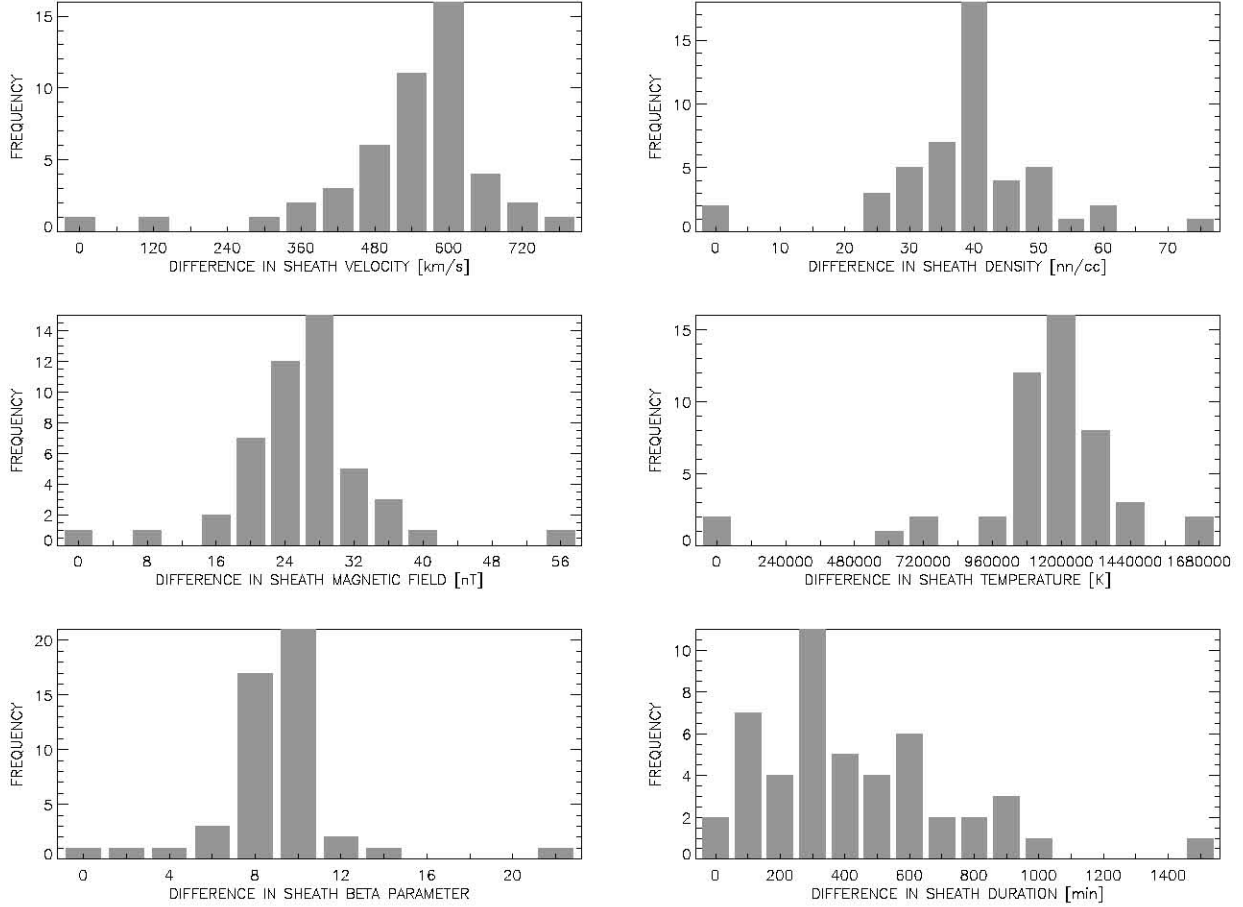 15
10
5
0
FREQUENCY
0 120 240 360 480 600 720
DIFFERENCE IN SHEATH VELOCITY [km/s]
15
10
5
0
FREQUENCY
0 10 20 30 40 50 60 70
DIFFERENCE IN SHEATH DENSITY [nn/cc]
14
12
10
8
6
4
2
0
FREQUENCY
0 8 16 24 32 40 48 56
DIFFERENCE IN SHEATH MAGNETIC FIELD [nT]
15
10
5
0
FREQUENCY
0 240000 480000 720000 960000 1200000 1440000 1680000
DIFFERENCE IN SHEATH TEMPERATURE [K]
20
15
10
5
0
FREQUENCY
0 4 8 12 16 20
DIFFERENCE IN SHEATH BETA PARAMETER
10
8
6
4
2
0
FREQUENCY
0 200 400 600 800 1000 1200 1400
DIFFERENCE IN SHEATH DURATION [min]